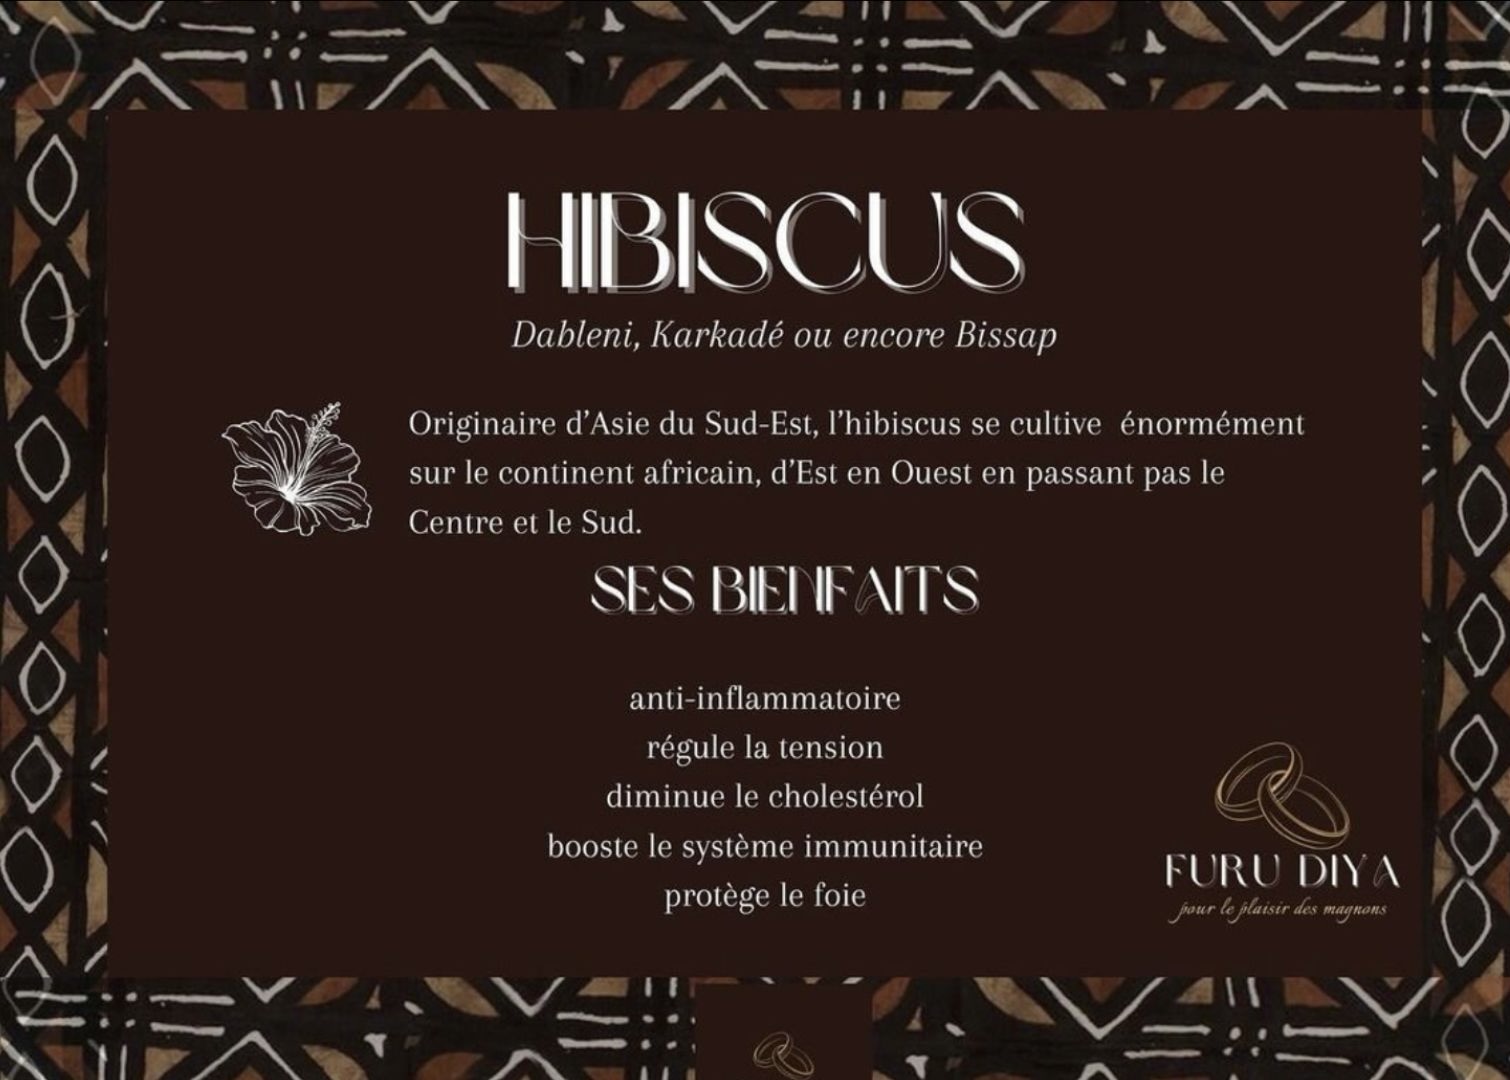 HIBISCUS
Dableni, Karkadé ou encore Bissap
Originaire d’Asie du Sud-Est, l’hibiscus se cultive énormément
sur le continent africain, d’Est en Ouest en passant pas le
Centre et le Sud.
SES BIENFAITS
anti-inflammatoire
régule la tension
diminue le cholestérol
booste le système immunitaire
protège le foie
FURU DIYA
pour le plaisir des magnons